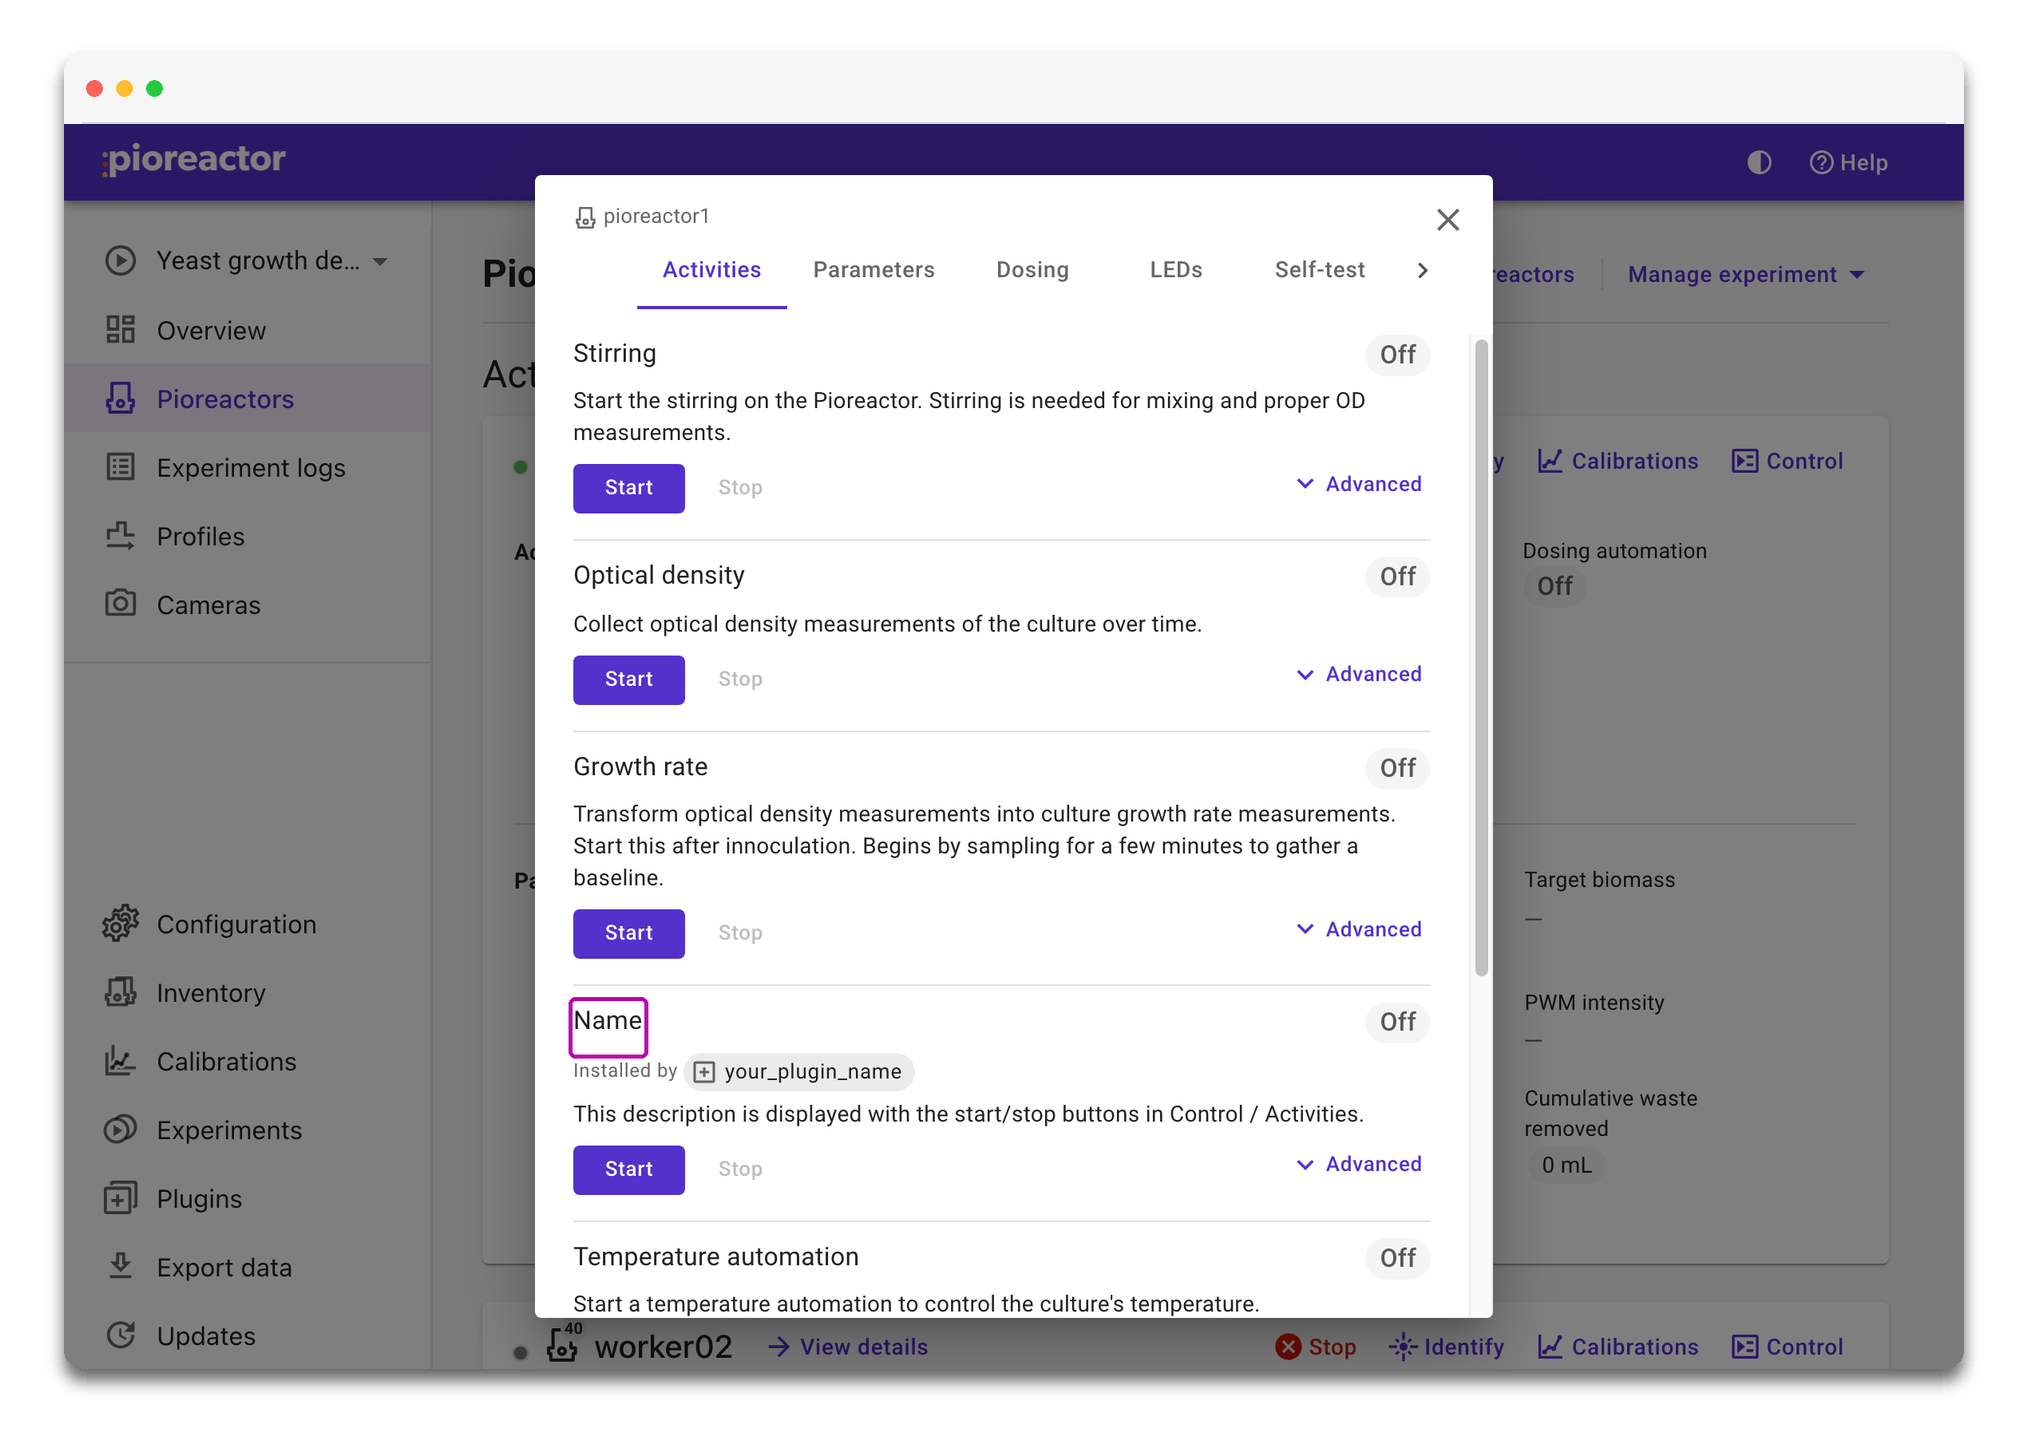 pioreactor
Help
Yeast growth de...
Overview
Pioreactors
Experiment logs
Profiles
Cameras
Configuration
Inventory
Calibrations
Experiments
Plugins
Export data
Updates
Manage experiment
pioreactor1
Activities
Parameters
Dosing
LEDs
Self-test
Stirring
Off
Start the stirring on the Pioreactor. Stirring is needed for mixing and proper OD
measurements.
Start
Stop
Advanced
Optical density
Off
Collect optical density measurements of the culture over time.
Start
Stop
Advanced
Growth rate
Off
Transform optical density measurements into culture growth rate measurements.
Start this after innoculation. Begins by sampling for a few minutes to gather a
baseline.
Start
Stop
Advanced
Name
Off
Installed by your_plugin_name
This description is displayed with the start/stop buttons in Control / Activities.
Start
Stop
Advanced
Temperature automation
Off
Start a temperature automation to control the culture's temperature.
Calibrations
Control
Dosing automation
Off
Target biomass
—
PWM intensity
—
Cumulative waste
removed
0 mL
40
worker02
View details
Stop
Identify
Calibrations
Control